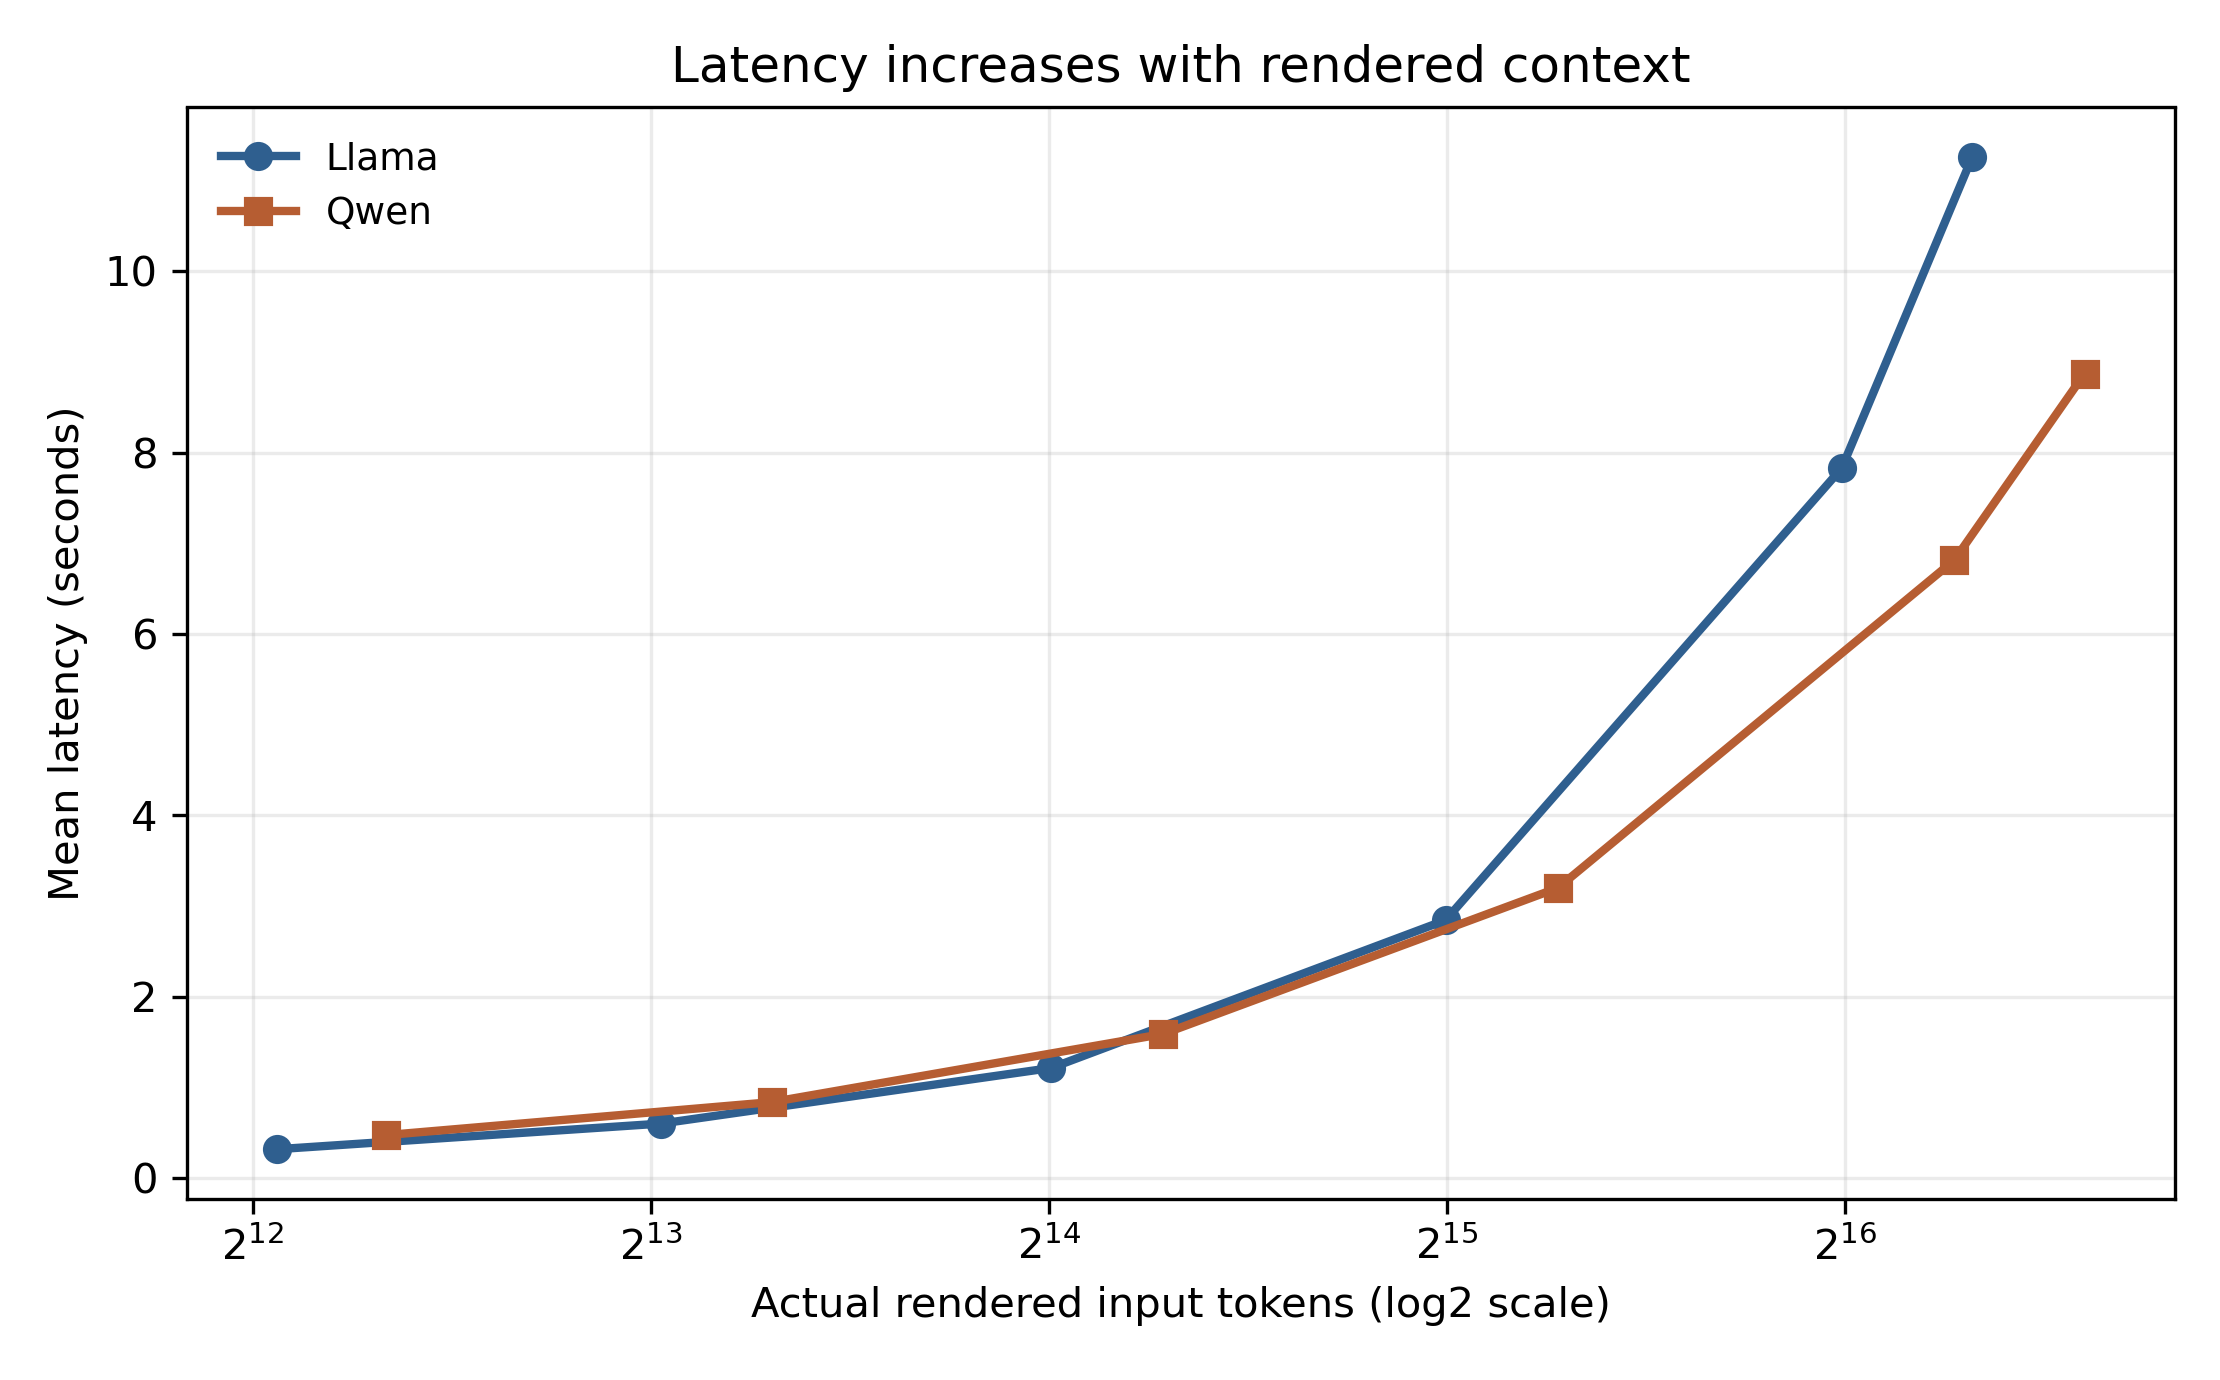 Latency increases with rendered context
Llama
Qwen
10
8
6
4
2
0
Mean latency (seconds)
2¹² 2¹³ 2¹⁴ 2¹⁵ 2¹⁶
Actual rendered input tokens (log2 scale)